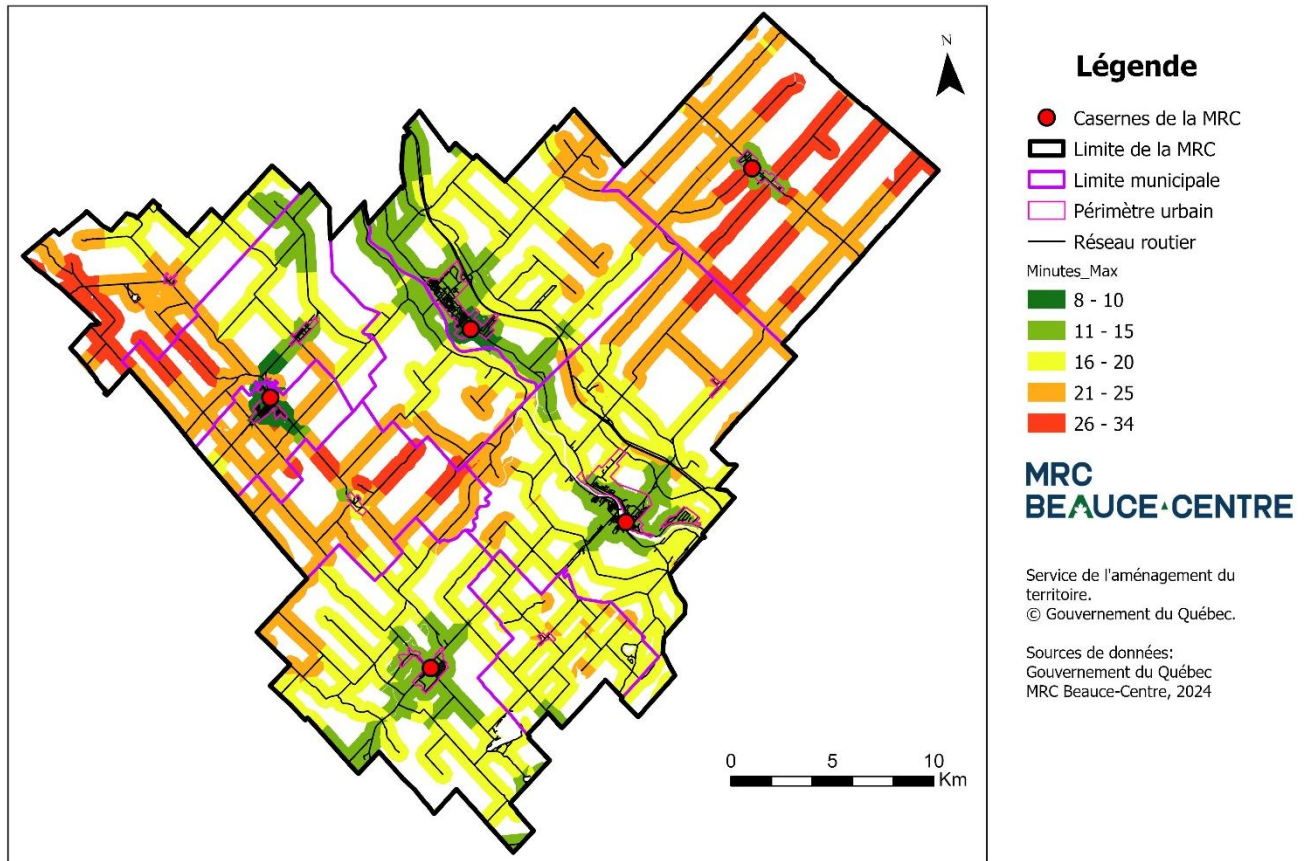 N
Légende
Casernes de la MRC
Limite de la MRC
Limite municipale
Périmètre urbain
Réseau routier
Minutes_Max
8 - 10
11 - 15
16 - 20
21 - 25
26 - 34
MRC
BEAUCE-CENTRE
Service de l'aménagement du
territoire.
© Gouvernement du Québec.
Sources de données:
Gouvernement du Québec
MRC Beauce-Centre, 2024
0 5 10
Km